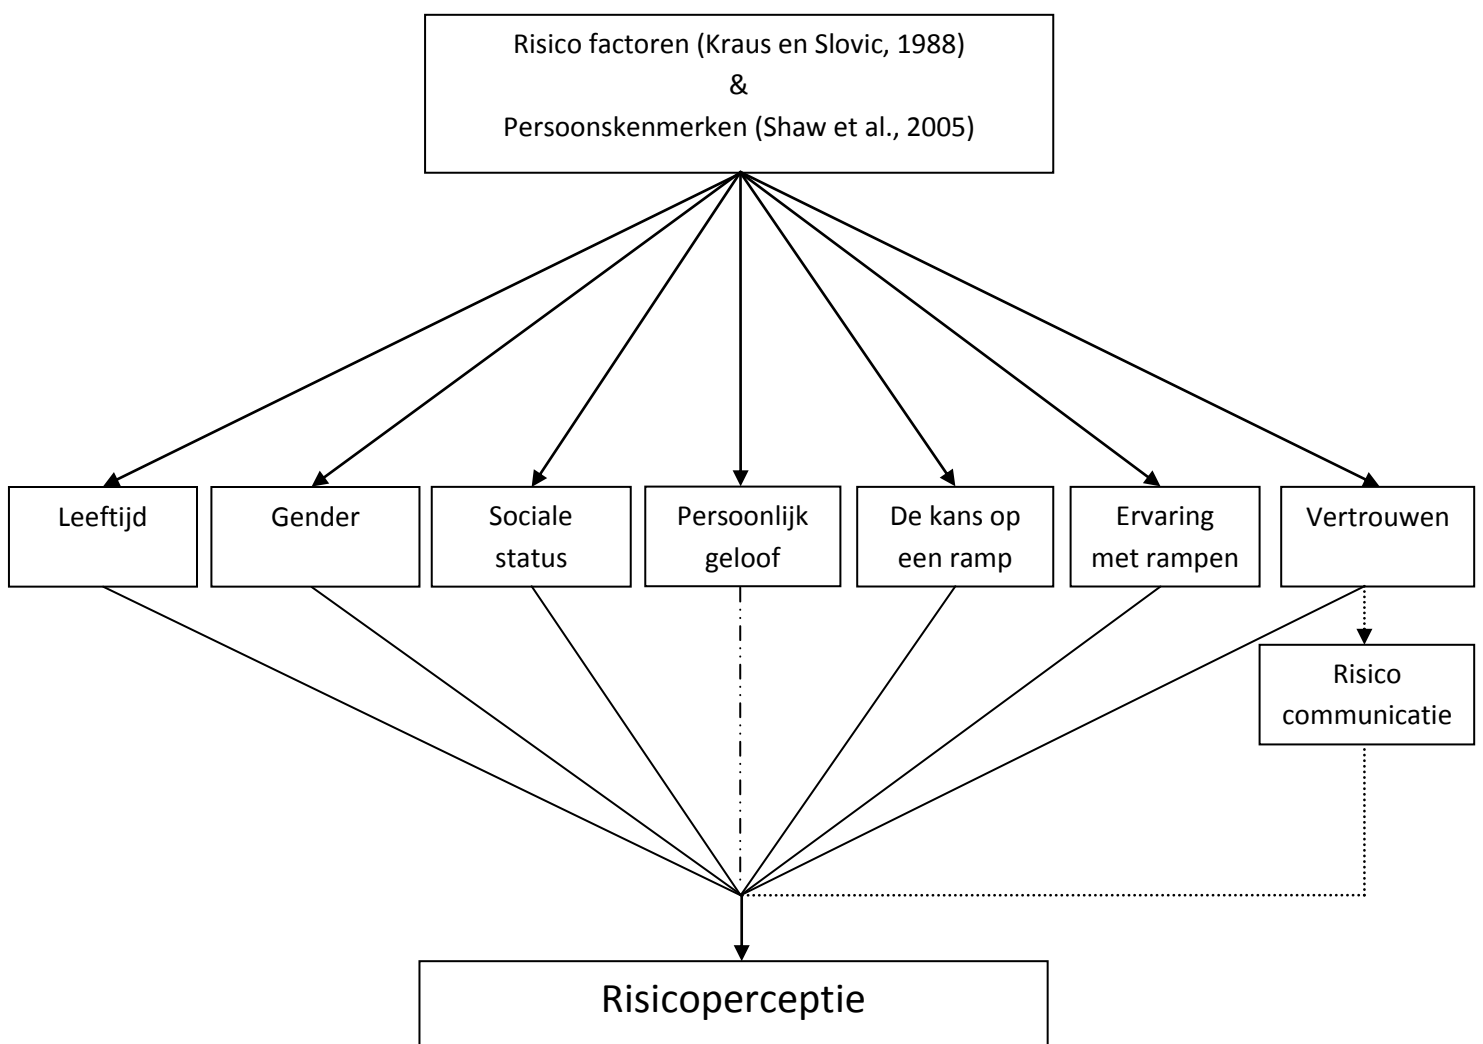 Risico factoren (Kraus en Slovic, 1988)
&
Persoonskenmerken (Shaw et al., 2005)
Leeftijd
Gender
Sociale
status
Persoonlijk
geloof
De kans op
een ramp
Ervaring
met rampen
Vertrouwen
Risico
communicatie
Risicoperceptie